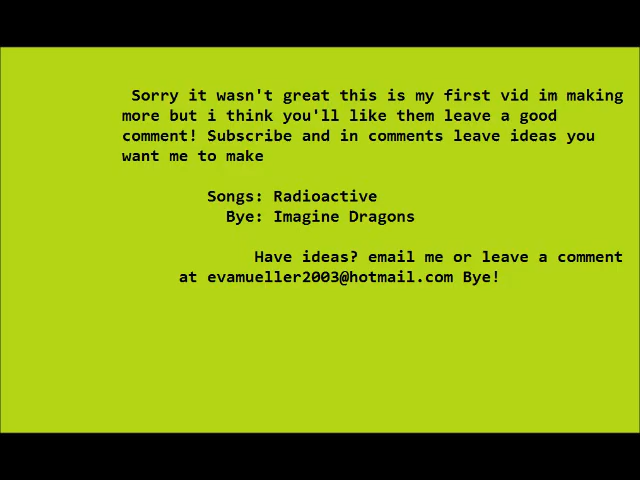 Sorry it wasn't great this is my first vid im making
more but i think you'll like them leave a good
comment! Subscribe and in comments leave ideas you
want me to make
Songs: Radioactive
Bye: Imagine Dragons
Have ideas? email me or leave a comment
at evamueller2003@hotmail.com Bye!